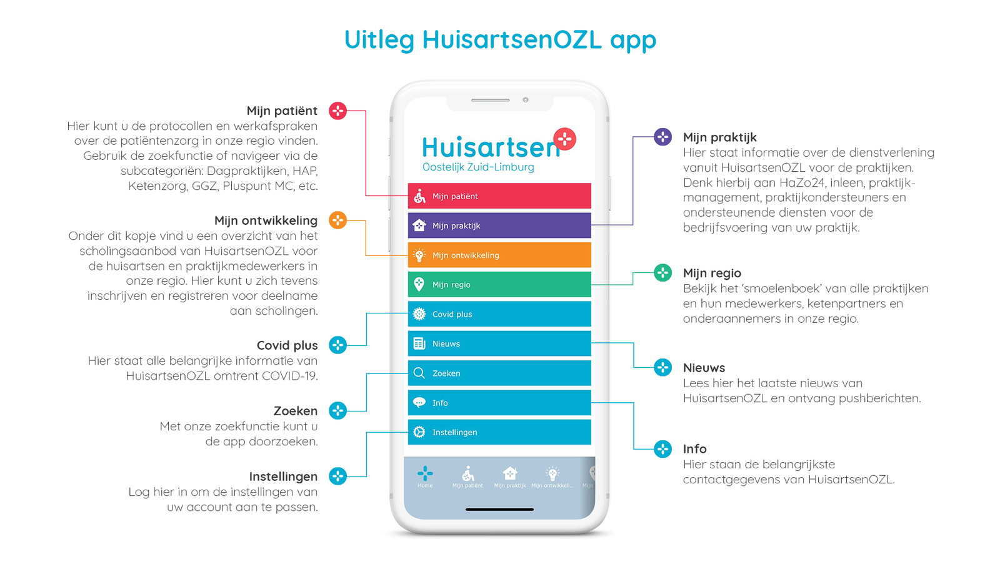 Uitleg HuisartsenOZL app
Mijn patiënt
Hier kunt u de protocollen en werkafspraken
over de patiëntenzorg in onze regio vinden.
Gebruik de zoekfunctie of navigeer via de
subcategoriën: Dagpraktijken, HAP,
Ketenzorg, GGZ, Pluspunt MC, etc.
Mijn ontwikkeling
Onder dit kopje vind u een overzicht van het
scholingsaanbod van HuisartsenOZL voor
de huisartsen en praktijkmedewerkers in
onze regio. Hier kunt u zich tevens
inschrijven en registreren voor deelname
aan scholingen.
Covid plus
Hier staat alle belangrijke informatie van
HuisartsenOZL omtrent COVID-19.
Zoeken
Met onze zoekfunctie kunt u
de app doorzoeken.
Instellingen
Log hier in om de instellingen van
uw account aan te passen.
Huisartsen
Oostelijk Zuid-Limburg
Mijn patiënt
Mijn praktijk
Mijn ontwikkeling
Mijn regio
Covid plus
Nieuws
Zoeken
Info
Instellingen
Home Mijn patiënt Mijn praktijk Mijn ontwikkeli... Mijn
Mijn praktijk
Hier staat informatie over de dienstverlening
vanuit HuisartsenOZL voor de praktijken.
Denk hierbij aan HaZo24, inleen, praktijk-
management, praktijkondersteuners en
ondersteunende diensten voor de
bedrijfsvoering van uw praktijk.
Mijn regio
Bekijk het ‘smoelenboek’ van alle praktijken
en hun medewerkers, ketenpartners en
onderaannemers in onze regio.
Nieuws
Lees hier het laatste nieuws van
HuisartsenOZL en ontvang pushberichten.
Info
Hier staan de belangrijkste
contactgegevens van HuisartsenOZL.